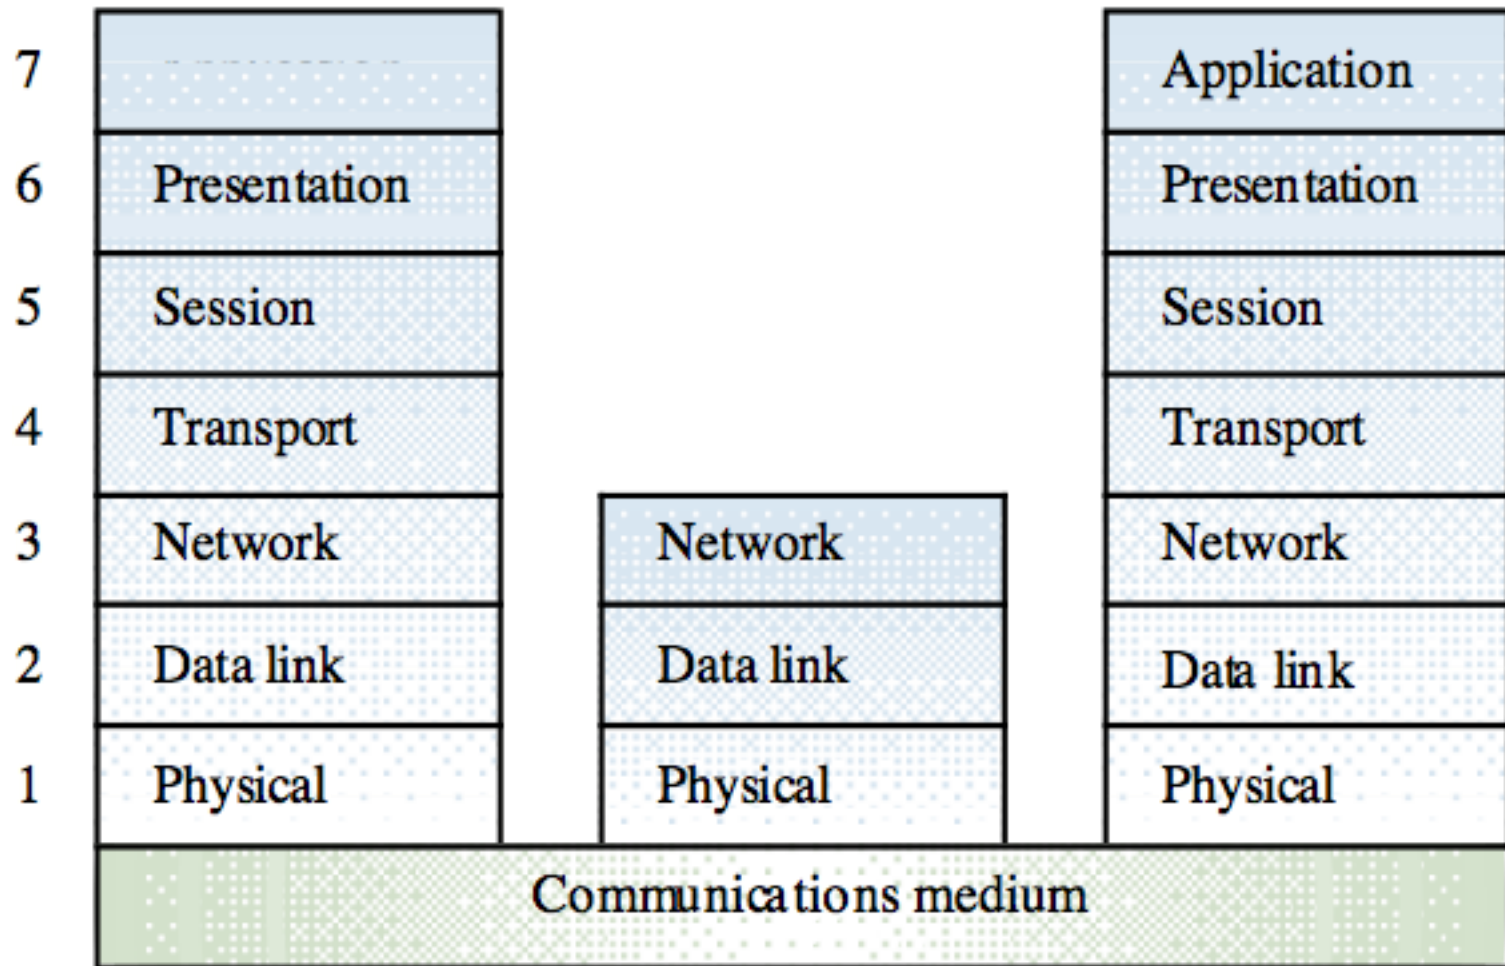 7 Application
6 Presentation Presentation
5 Session Session
4 Transport Transport
3 Network Network Network
2 Data link Data link Data link
1 Physical Physical Physical
Communications medium